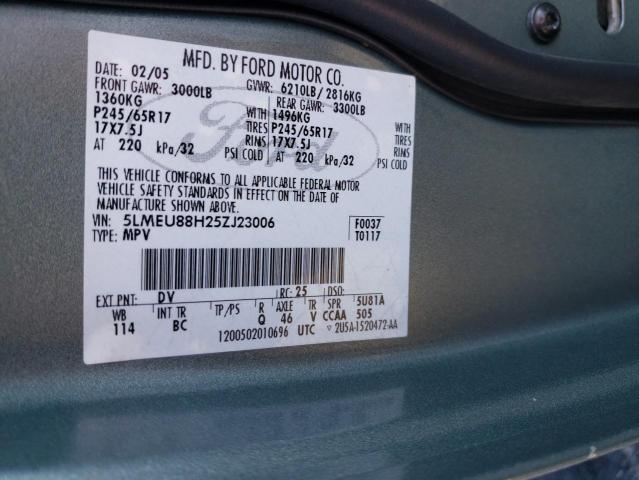 MFD. BY FORD MOTOR CO.
DATE: 02/05 GVWR: 6210LB/ 2816KG
FRONT GAWR: 3000LB REAR GAWR: 3300LB
1360KG 1496KG
P245/65R17 WITH TIRES P245/65R17 WITH TIRES
17X7.5J RIMS 17X7.5J RIMS
AT 220 kPa/32 PSI COLD AT 220 kPa/32 PSI COLD
THIS VEHICLE CONFORMS TO ALL APPLICABLE FEDERAL MOTOR
VEHICLE SAFETY STANDARDS IN EFFECT ON THE DATE OF
MANUFACTURE SHOWN ABOVE.
VIN: 5LMEU88H25ZJ23006 F0037
TYPE: MPV T0117
EXT PNT: DV RC: 25 DSO:
WB INT TR TP/PS R AXLE TR SPR 5U81A
114 BC Q 46 V CCAA 505
1200502010696 UTC ▽ 2U5A-1520472-AA
Ford